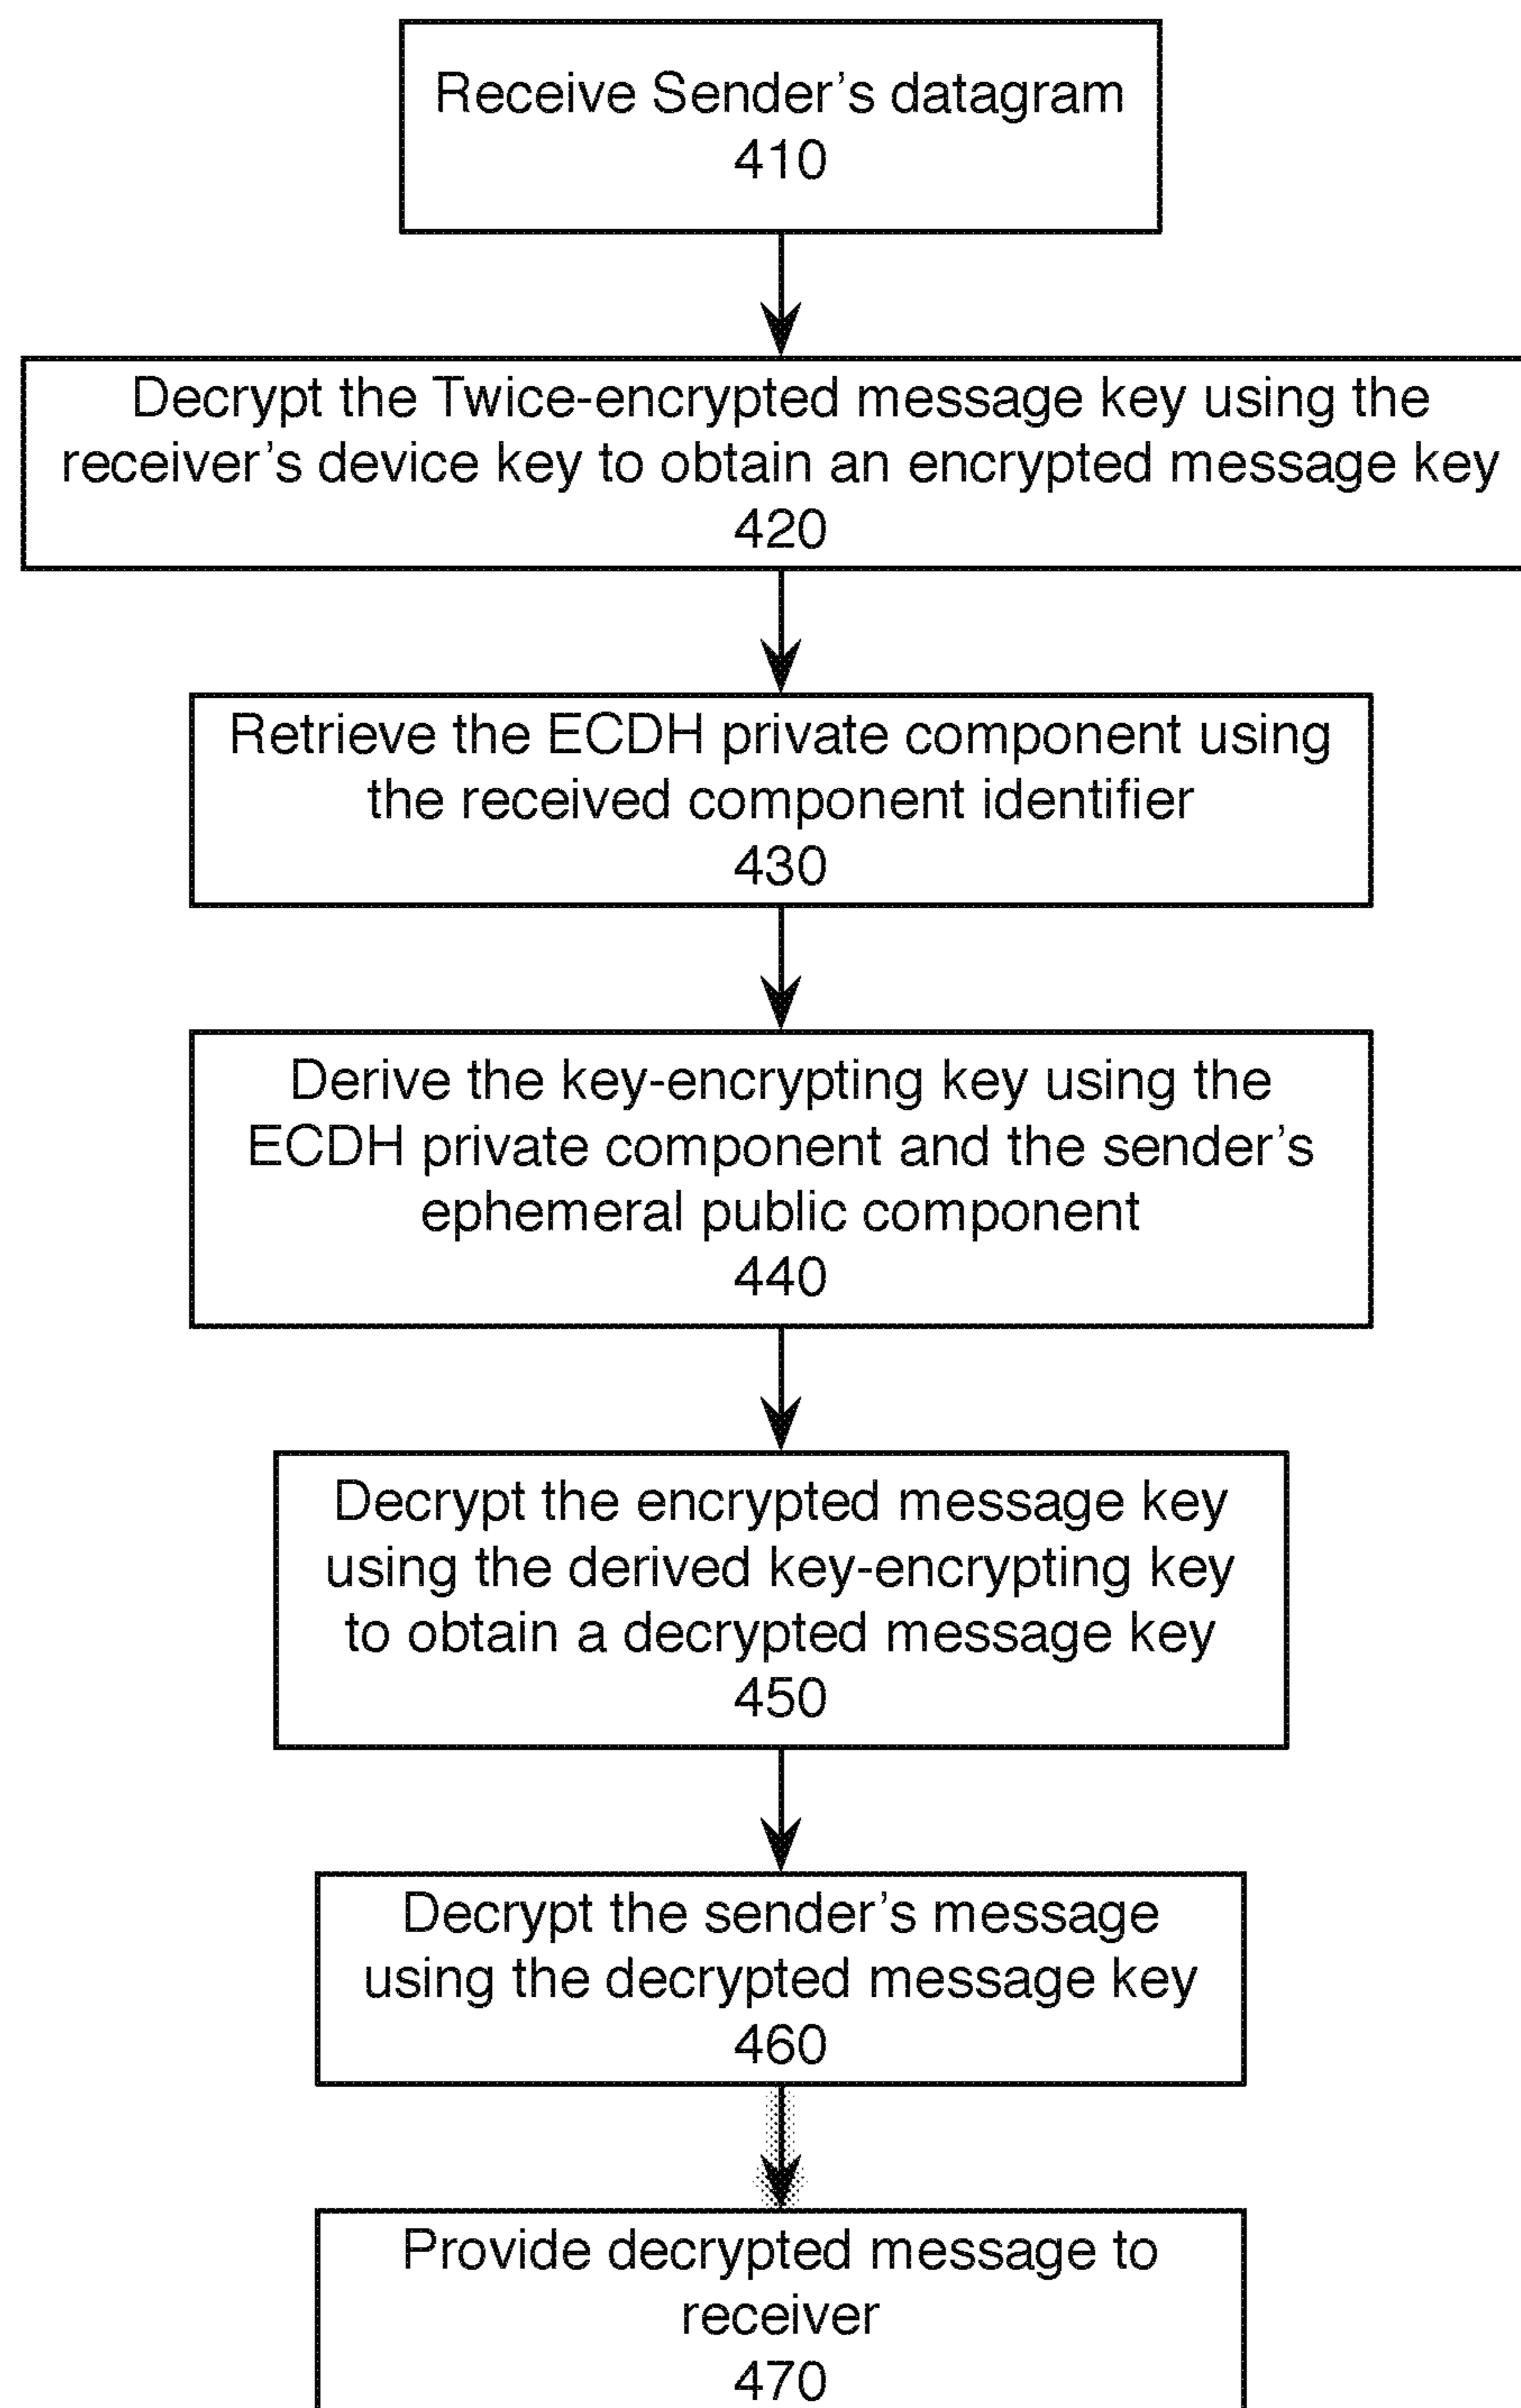 Receive Sender's datagram
410
Decrypt the Twice-encrypted message key using the
receiver's device key to obtain an encrypted message key
420
Retrieve the ECDH private component using
the received component identifier
430
Derive the key-encrypting key using the
ECDH private component and the sender's
ephemeral public component
440
Decrypt the encrypted message key
using the derived key-encrypting key
to obtain a decrypted message key
450
Decrypt the sender's message
using the decrypted message key
460
Provide decrypted message to
receiver
470